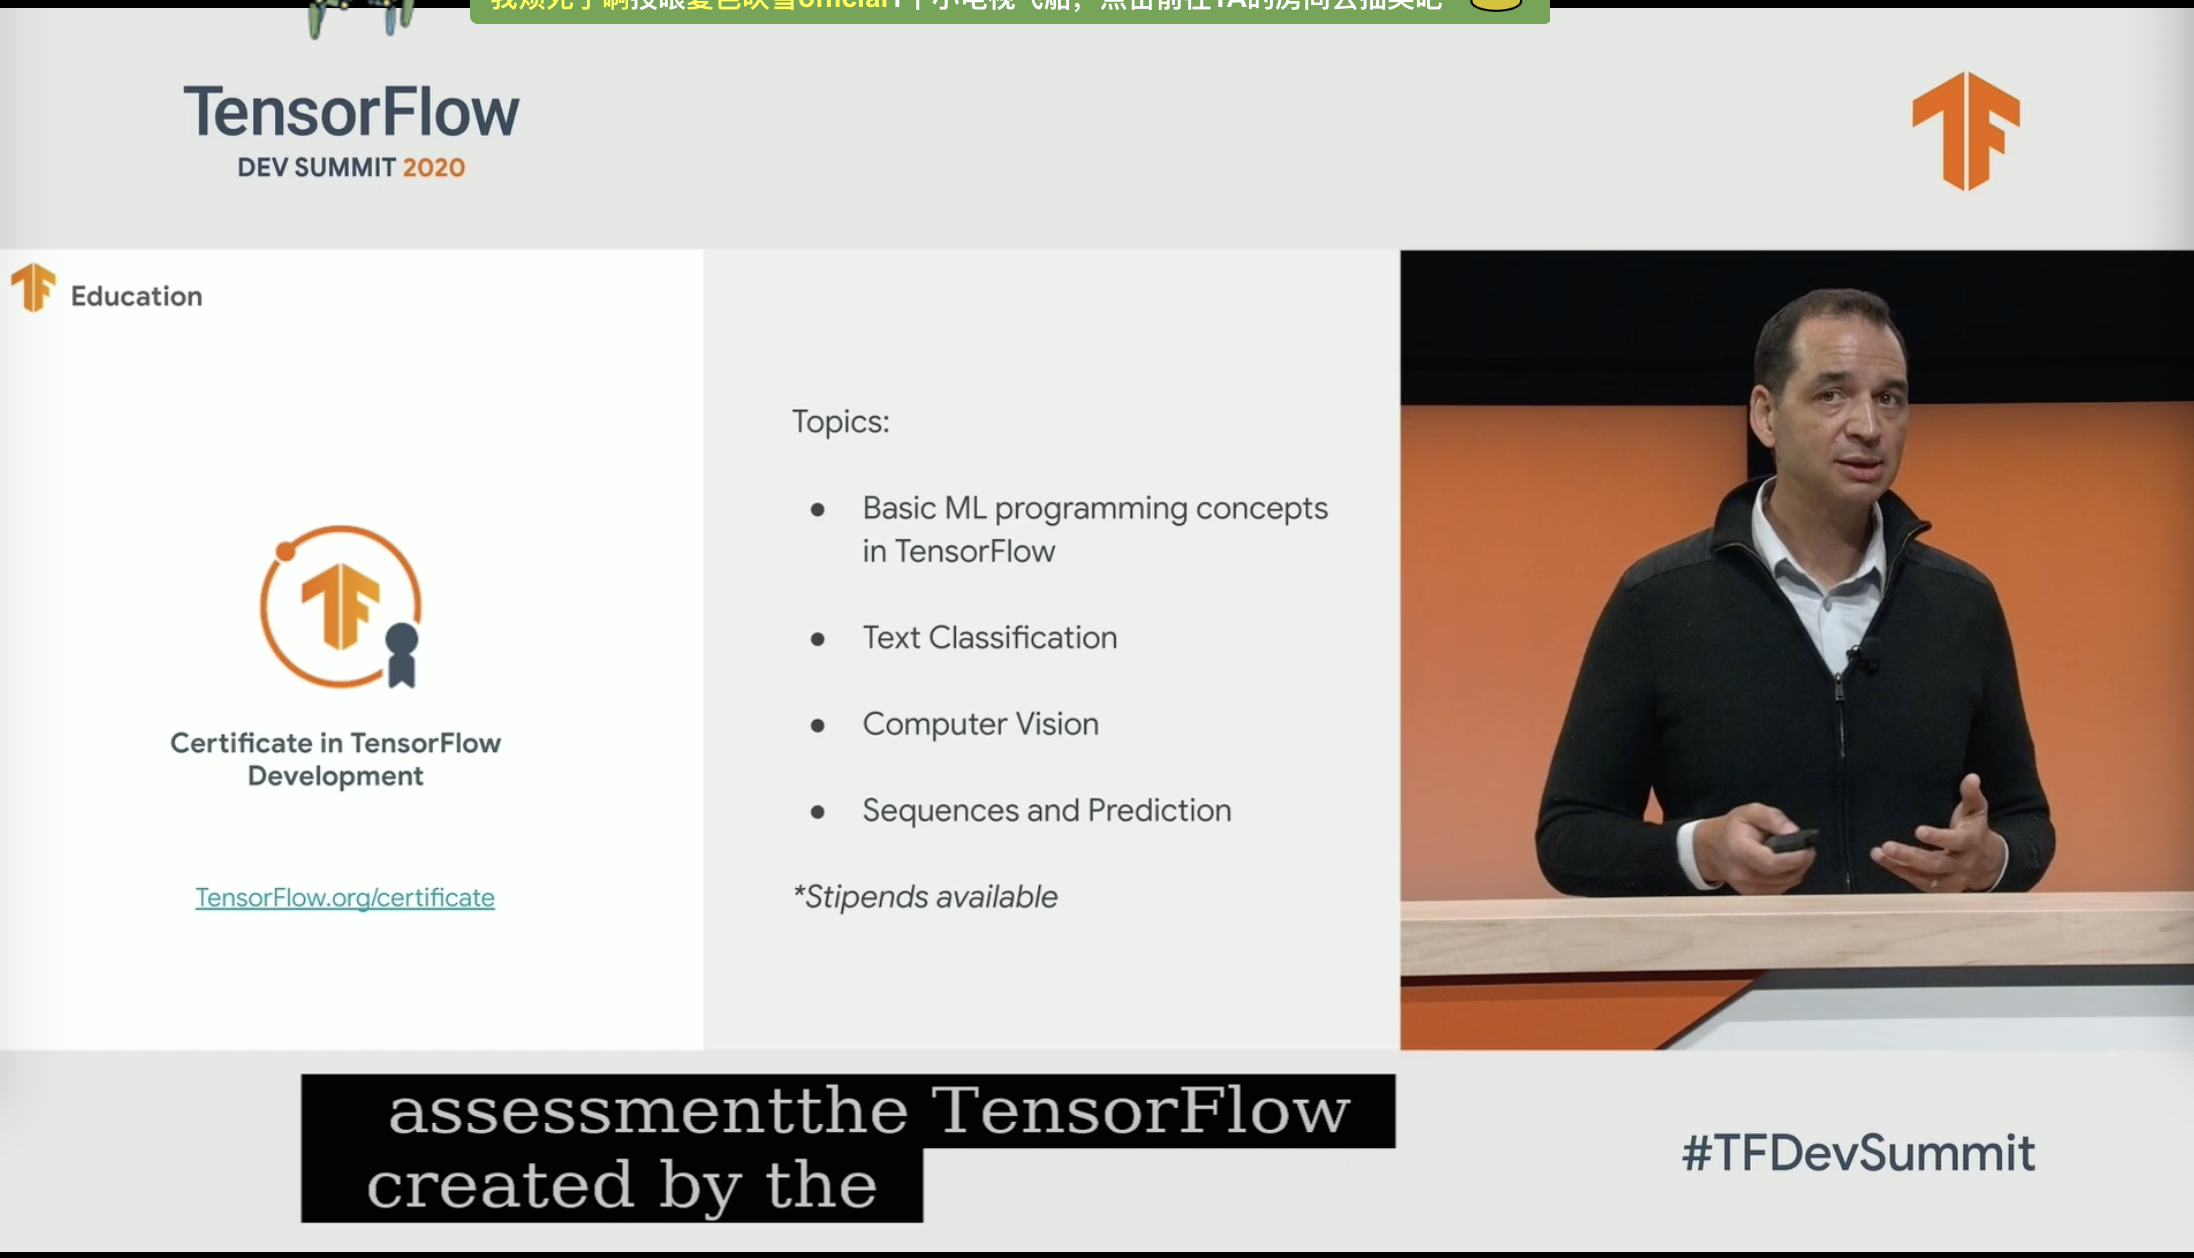 TensorFlow
DEV SUMMIT 2020
Education
Certificate in TensorFlow
Development
TensorFlow.org/certificate
Topics:
● Basic ML programming concepts
in TensorFlow
● Text Classification
● Computer Vision
● Sequences and Prediction
*Stipends available
assessmentthe TensorFlow
created by the
#TFDevSummit